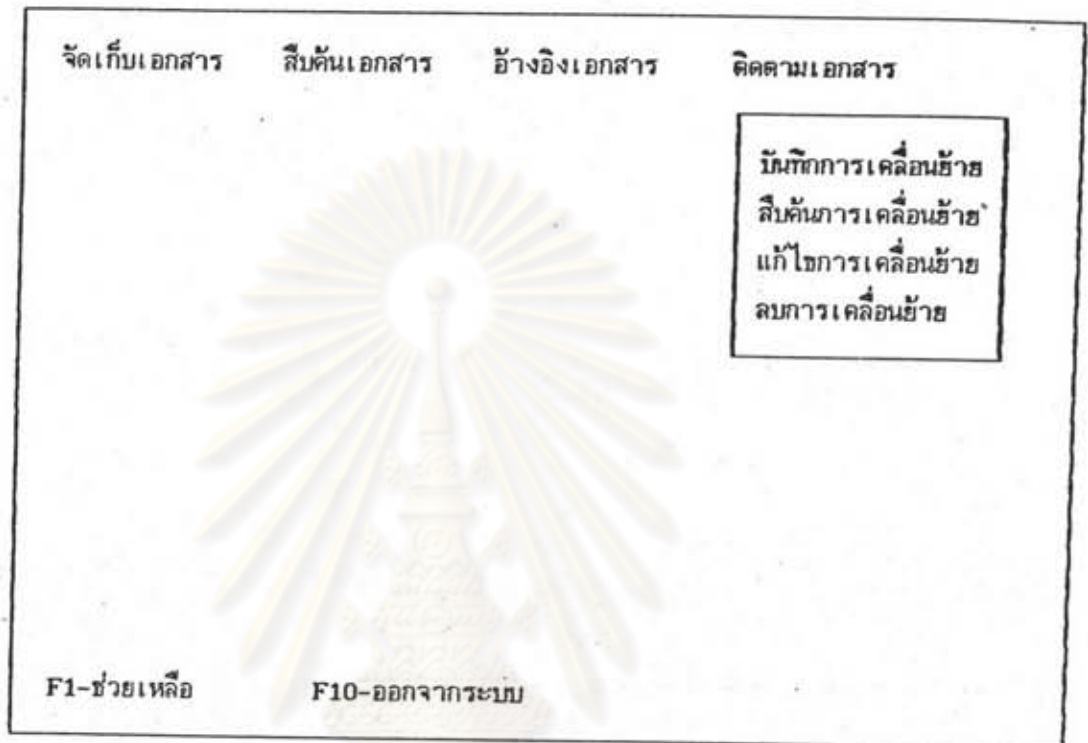 จัดเก็บเอกสาร สืบค้นเอกสาร อ้างอิงเอกสาร ติดตามเอกสาร
บันทึกการเคลื่อนย้าย
สืบค้นการเคลื่อนย้าย
แก้ไขการเคลื่อนย้าย
ลบการเคลื่อนย้าย
F1-ช่วยเหลือ F10-ออกจากระบบ